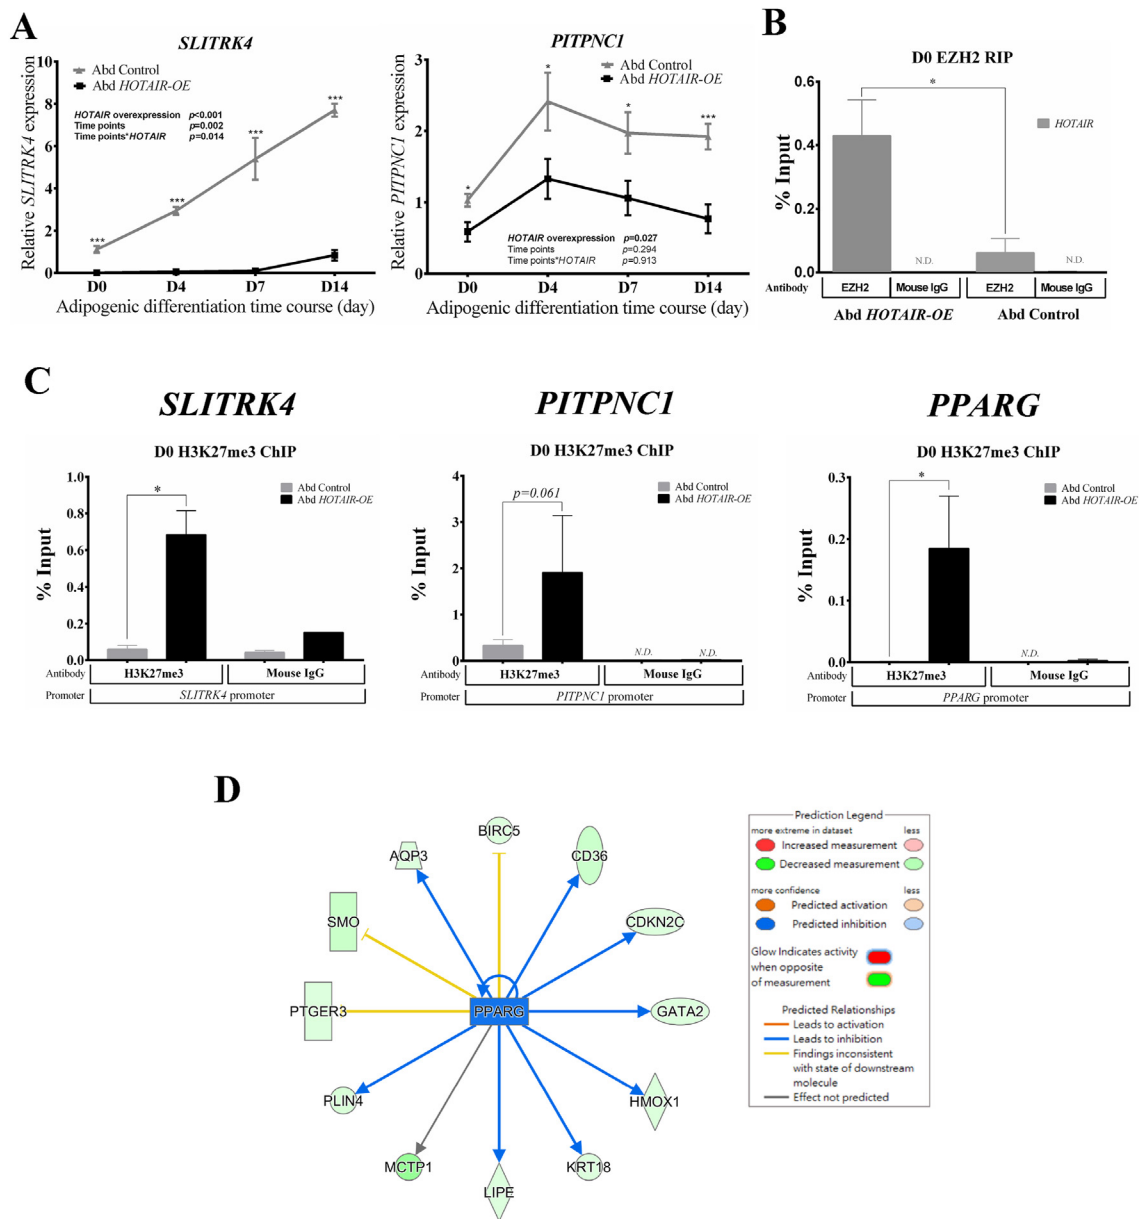 A
SLITRK4
Abd Control
Abd HOTAIR-OE
HOTAIR overexpression p<0.001
Time points p=0.002
Time points*HOTAIR p=0.014
Relative SLITRK4 expression
10
8
6
4
2
0
***
***
***
***
D0 D4 D7 D14
Adipogenic differentiation time course (day)
PITPNC1
Abd Control
Abd HOTAIR-OE
Relative PITPNC1 expression
3
2
1
0
*
*
*
***
HOTAIR overexpression p=0.027
Time points p=0.294
Time points*HOTAIR p=0.913
D0 D4 D7 D14
Adipogenic differentiation time course (day)
B
D0 EZH2 RIP
HOTAIR
% Input
0.6
0.4
0.2
0.0
*
N.D.
N.D.
Antibody EZH2 Mouse IgG EZH2 Mouse IgG
Abd HOTAIR-OE Abd Control
C
SLITRK4
D0 H3K27me3 ChIP
Abd Control
Abd HOTAIR-OE
% Input
1.0
0.8
0.6
0.4
0.2
0.0
*
Antibody H3K27me3 Mouse IgG
Promoter SLITRK4 promoter
PITPNC1
D0 H3K27me3 ChIP
Abd Control
Abd HOTAIR-OE
% Input
4
3
2
1
0
p=0.061
N.D. N.D.
Antibody H3K27me3 Mouse IgG
Promoter PITPNC1 promoter
PPARG
D0 H3K27me3 ChIP
Abd Control
Abd HOTAIR-OE
% Input
0.3
0.2
0.1
0.0
*
N.D.
Antibody H3K27me3 Mouse IgG
Promoter PPARG promoter
D
BIRC5
AQP3
CD36
SMO
CDKN2C
PTGER3
PPARG
GATA2
PLIN4
HMOX1
MCTP1
KRT18
LIPE
Prediction Legend
more extreme in dataset less
Increased measurement
Decreased measurement
more confidence less
Predicted activation
Predicted inhibition
Glow Indicates activity
when opposite
of measurement
Predicted Relationships
Leads to activation
Leads to inhibition
Findings inconsistent
with state of downstream
molecule
Effect not predicted